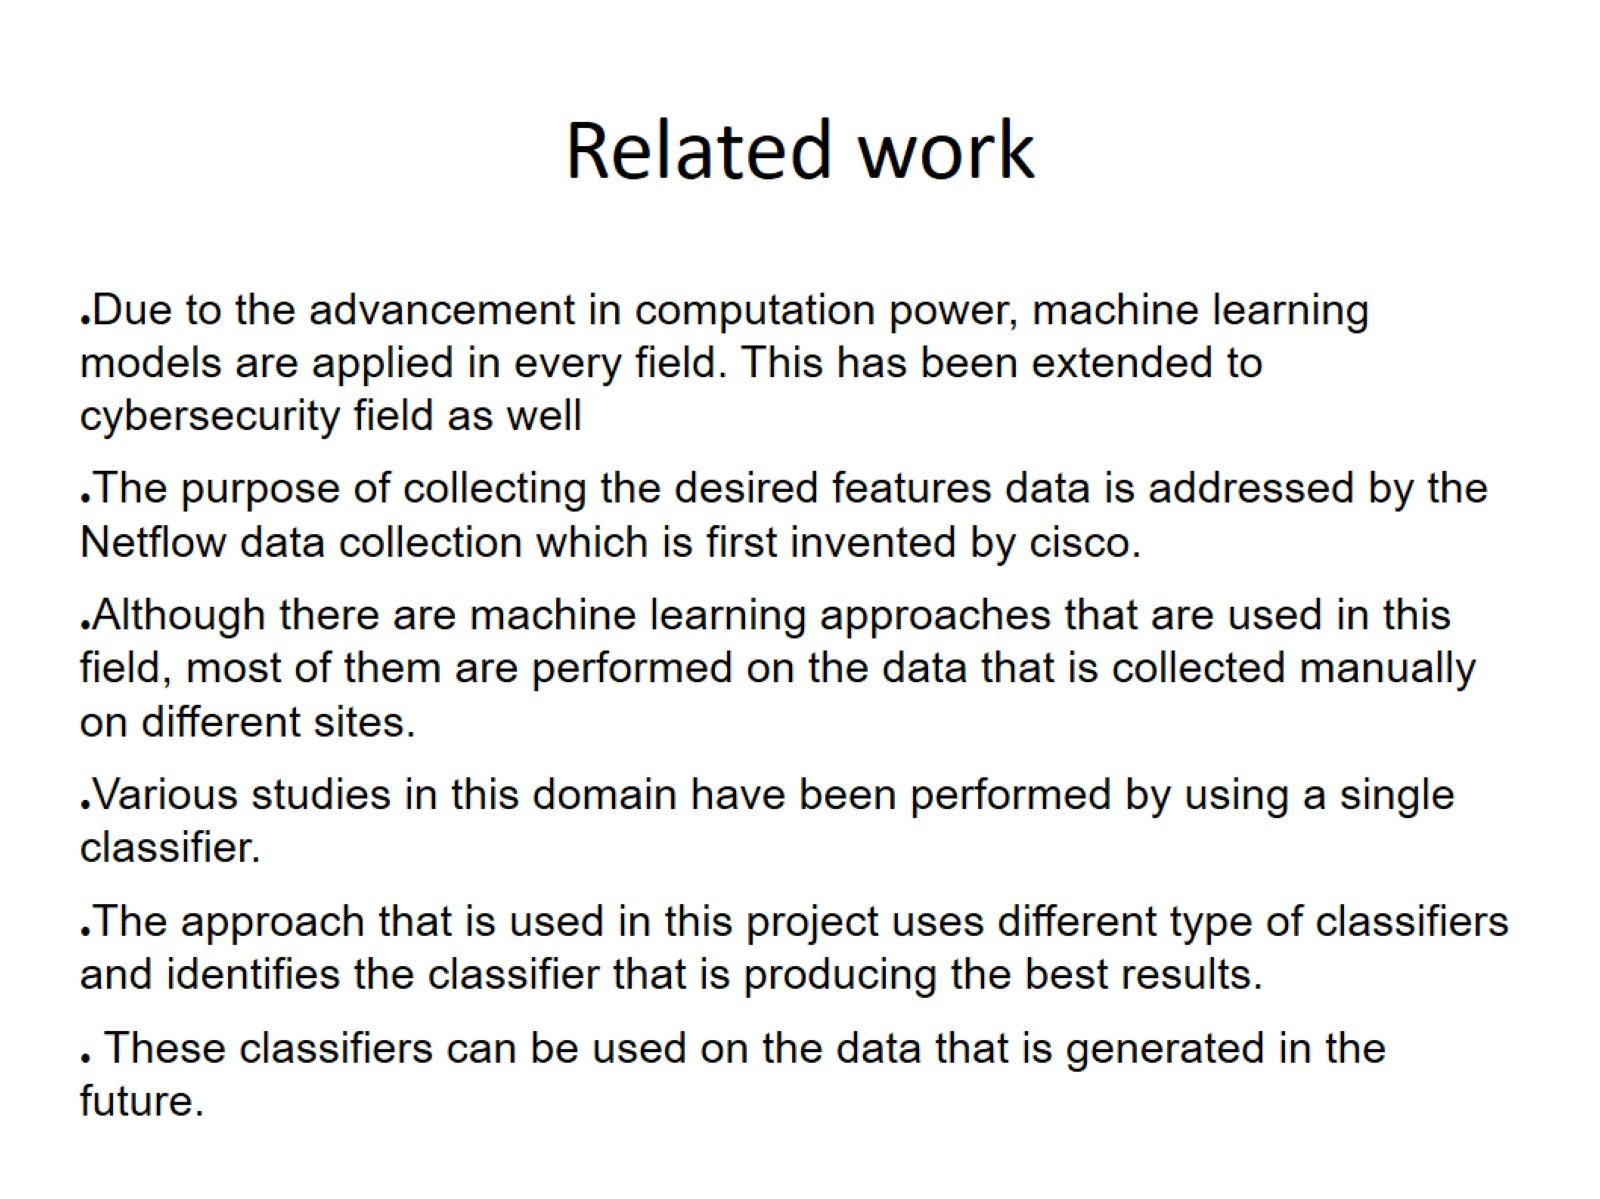 Related work
.Due to the advancement in computation power, machine learning
models are applied in every field. This has been extended to
cybersecurity field as well
.The purpose of collecting the desired features data is addressed by the
Netflow data collection which is first invented by cisco.
.Although there are machine learning approaches that are used in this
field, most of them are performed on the data that is collected manually
on different sites.
.Various studies in this domain have been performed by using a single
classifier.
.The approach that is used in this project uses different type of classifiers
and identifies the classifier that is producing the best results.
. These classifiers can be used on the data that is generated in the
future.